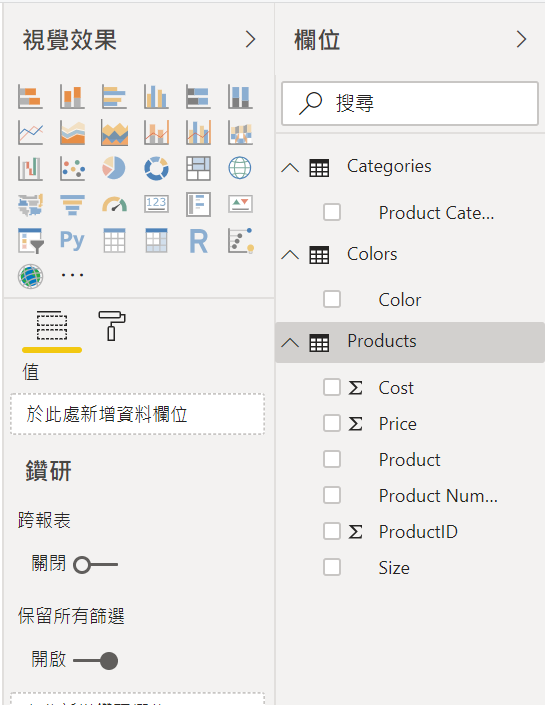 視覺效果
123
Py
R
值
於此處新增資料欄位
鑽研
跨報表
關閉
保留所有篩選
開啟
欄位
搜尋
Categories
Product Cate...
Colors
Color
Products
Σ Cost
Σ Price
Product
Product Num...
Σ ProductID
Size